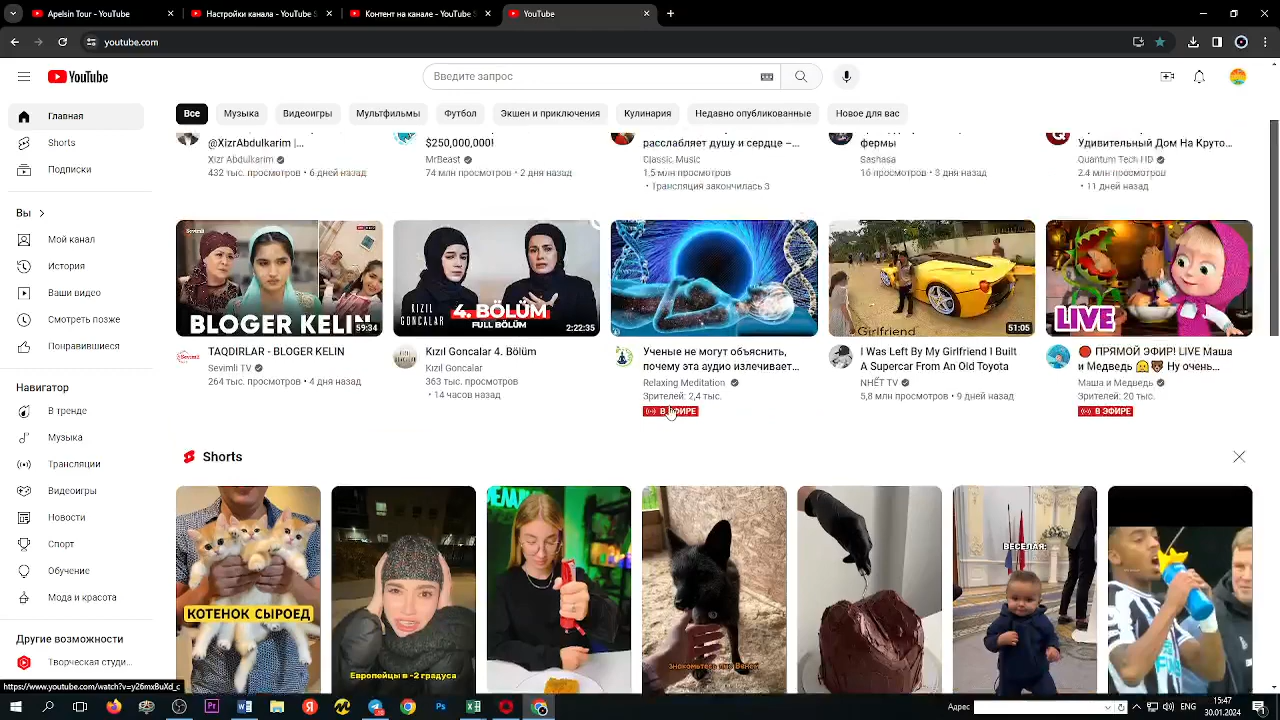 Apelsin Tour
Настройки канала - YouTube S
Контент на канале - YouTube S
YouTube
youtube.com
YouTube
Введите запрос
Главная
Shorts
Подписки
Вы
Мой канал
История
Ваши видео
Смотреть позже
Понравившиеся
Навигатор
В тренде
Музыка
Трансляции
Видеоигры
Новости
Спорт
Обучение
Мода и красота
Другие возможности
Творческая студи...
Все
Музыка
Видеоигры
Мультфильмы
Футбол
Экшен и приключения
Кулинария
Недавно опубликованные
Новое для вас
@XizrAbdulkarim |...
Xizr Abdulkarim
432 тыс. просмотров • 6 дней назад
$250,000,000!
MrBeast
74 млн просмотров • 2 дня назад
расслабляет душу и сердце –...
Classic Music
1,5 млн просмотров
• Трансляция закончилась 3
фермы
Sashasa
16 просмотров • 3 дня назад
Удивительный Дом На Круто...
Quantum Tech HD
2,4 млн просмотров
• 11 дней назад
BLOGER KELIN
59:34
TAQDIRLAR - BLOGER KELIN
Sevimli TV
264 тыс. просмотров • 4 дня назад
KIZIL
GONCALAR
4. BÖLÜM
FULL BÖLÜM
2:22:35
Kızıl Goncalar 4. Bölüm
Kızıl Goncalar
363 тыс. просмотров
• 14 часов назад
Ученые не могут объяснить,
почему эта аудио излечивает...
Relaxing Meditation
Зрителей: 2,4 тыс.
В ЭФИРЕ
Girlfriend
51:05
I Was Left By My Girlfriend I Built
A Supercar From An Old Toyota
NHẾT TV
5,8 млн просмотров • 9 дней назад
LIVE
🔴 ПРЯМОЙ ЭФИР! LIVE Маша
и Медведь 👱‍♀️🐻 Ну очень...
Маша и Медведь
Зрителей: 20 тыс.
В ЭФИРЕ
Shorts
КОТЕНОК СЫРОЕД
Европейцы в -2 градуса
ВЕСЕЛАЯ:
https://www.youtube.com/watch?v=y26mxBuXd_c
Адрес
ENG
15:47
30.01.2024